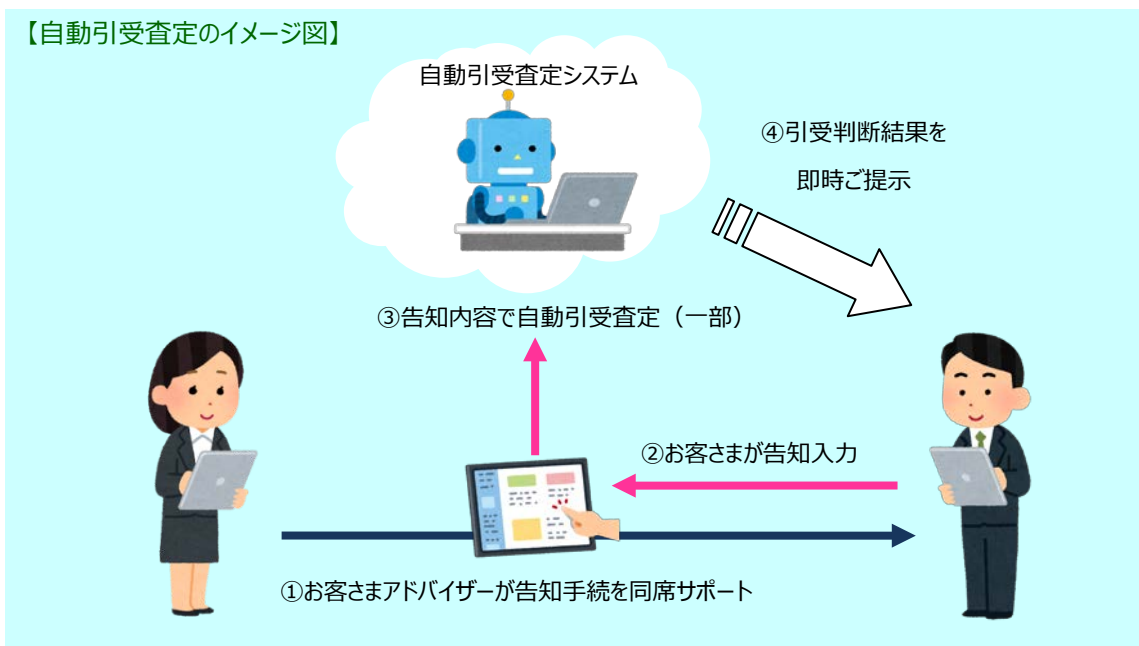 【自動引受査定のイメージ図】
自動引受査定システム
④引受判断結果を
即時ご提示
③告知内容で自動引受査定（一部）
②お客さまが告知入力
①お客さまアドバイザーが告知手続を同席サポート